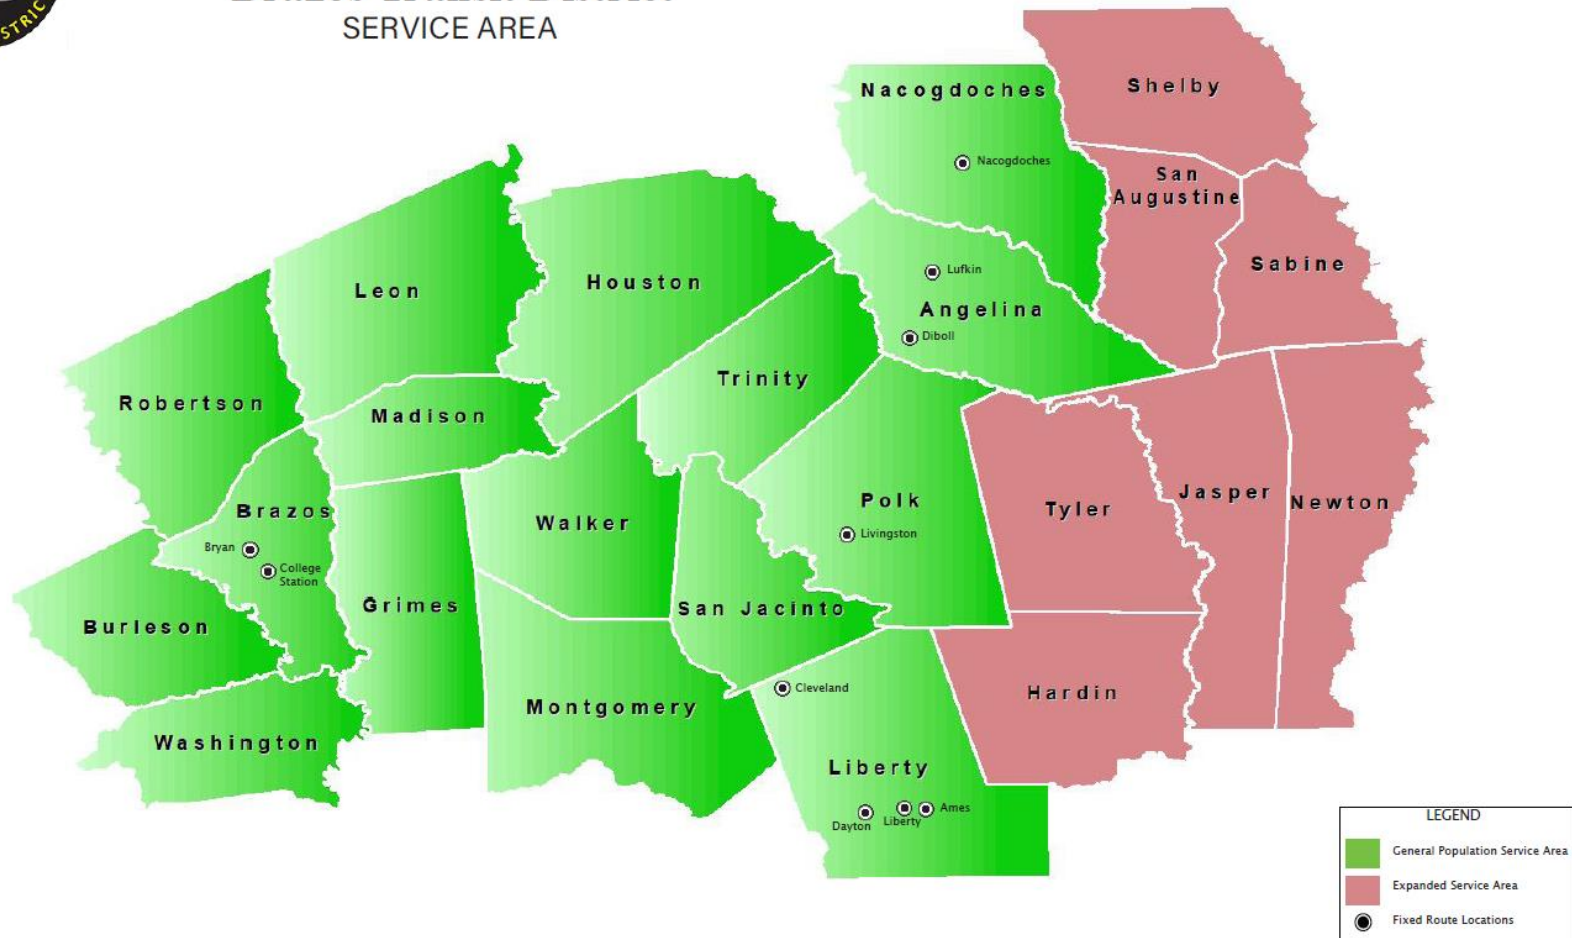 STRIC
SERVICE AREA
Shelby
Nacogdoches
Nacogdoches
San
Augustine
Sabine
Lufkin
Angelina
Diboll
Houston
Leon
Trinity
Robertson
Madison
Polk
Livingston
Tyler
Jasper
Newton
Brazos
Bryan
College
Station
Walker
Grimes
San Jacinto
Burleson
Hardin
Cleveland
Montgomery
Washington
Liberty
Dayton
Liberty
Ames
LEGEND
General Population Service Area
Expanded Service Area
Fixed Route Locations